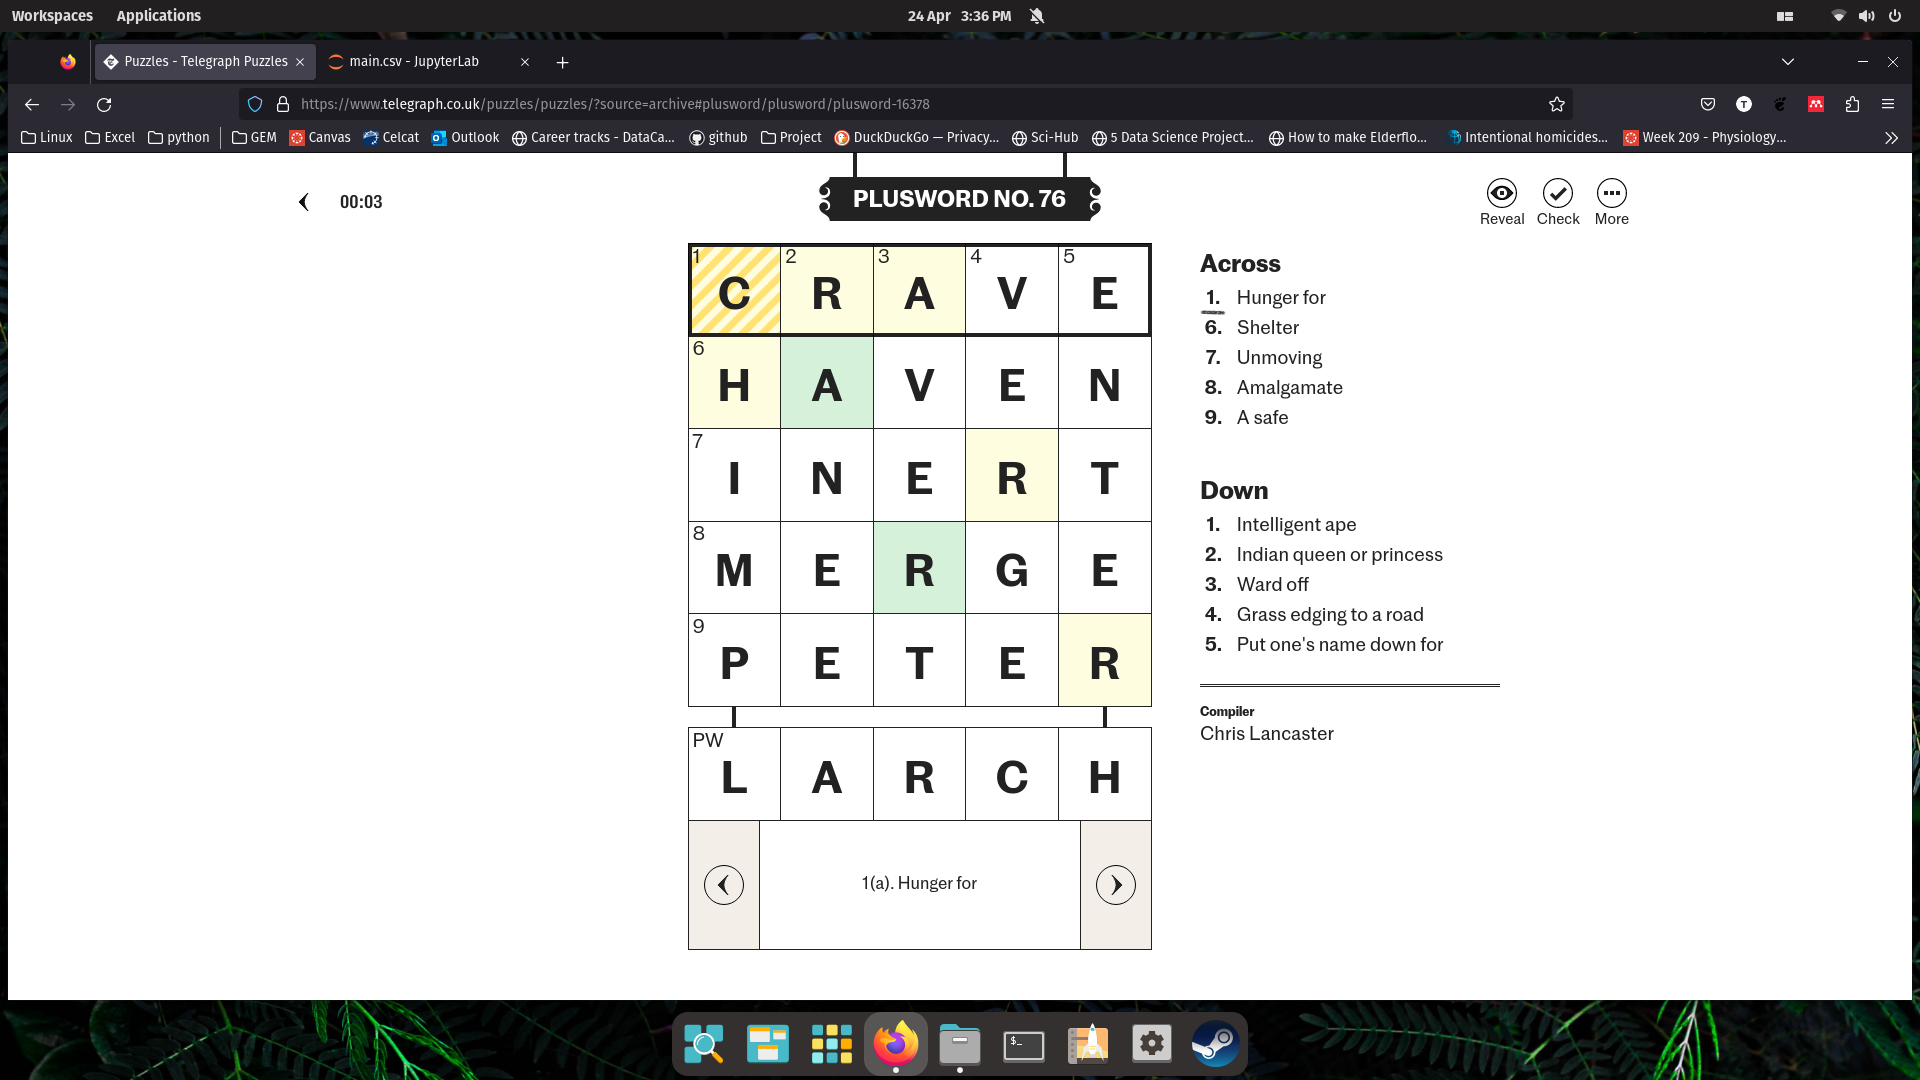 Workspaces Applications 24 Apr 3:36 PM
Puzzles - Telegraph Puzzles main.csv - JupyterLab
https://www.telegraph.co.uk/puzzles/puzzles/?source=archive#plusword/plusword/plusword-16378
Linux Excel python GEM Canvas Celcat Outlook Career tracks - DataCa... github Project DuckDuckGo — Privacy... Sci-Hub 5 Data Science Project... How to make Elderflo... Intentional homicides... Week 209 - Physiology...
00:03
PLUSWORD NO. 76
Reveal Check More
1 C 2 R 3 A 4 V 5 E
6 H A V E N
7 I N E R T
8 M E R G E
9 P E T E R
PW L A R C H
1(a). Hunger for
Across
1. Hunger for
6. Shelter
7. Unmoving
8. Amalgamate
9. A safe
Down
1. Intelligent ape
2. Indian queen or princess
3. Ward off
4. Grass edging to a road
5. Put one's name down for
Compiler
Chris Lancaster
$_